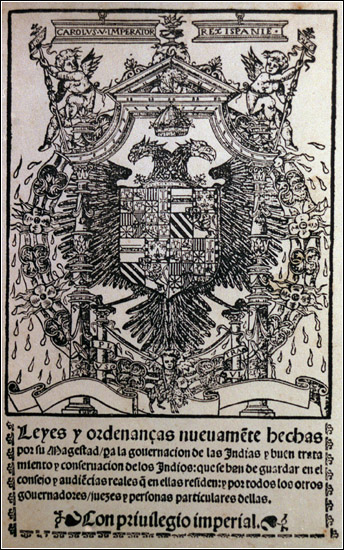 CAROLVS·V·IMPERATOR
REX·ISPANIE·
Leyes y ordenanças nueuamẽte hechas
por su Magestad / pa la gouernacion de las Indias y buen trata
miento y conseruacion de los Indios: que se han de guardar en el
consejo y audiẽcias reales q̃ en ellas residen: y por todos los otros
gouernadores / juezes y personas particulares dellas.
Con priuilegio imperial.